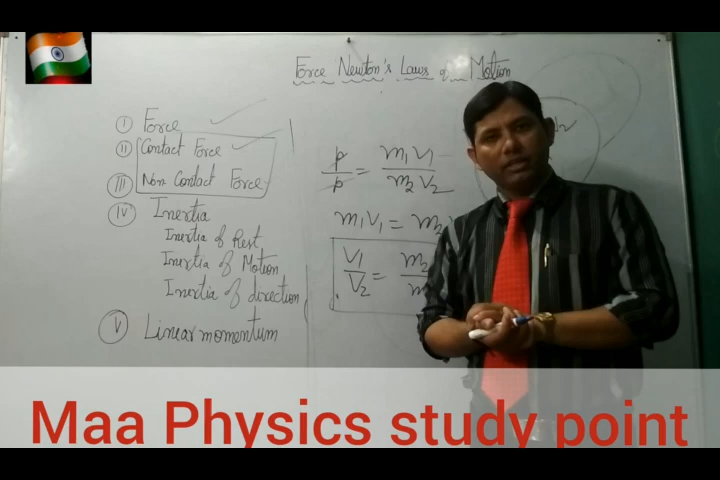 Force Newton's Laws of Motion
I Force
II Contact Force
III Non Contact Force
IV Inertia
Inertia of Rest
Inertia of Motion
Inertia of direction
V Linear momentum
p/p = m₁V₁/m₂V₂
m₁V₁ = m₂
V₁/V₂ = m₂/m
Maa Physics study point